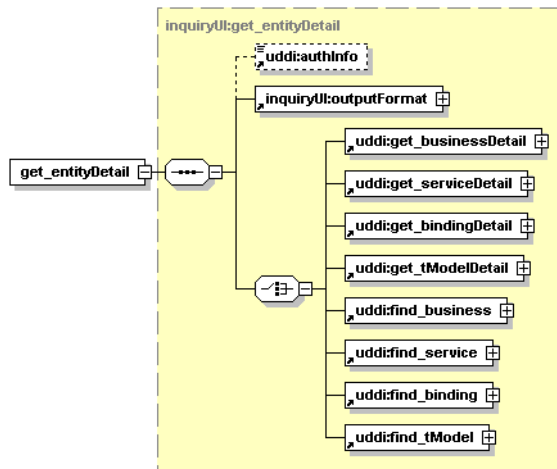 inquiryUI:get_entityDetail
uddi:authInfo
inquiryUI:outputFormat
get_entityDetail
uddi:get_businessDetail
uddi:get_serviceDetail
uddi:get_bindingDetail
uddi:get_tModelDetail
uddi:find_business
uddi:find_service
uddi:find_binding
uddi:find_tModel